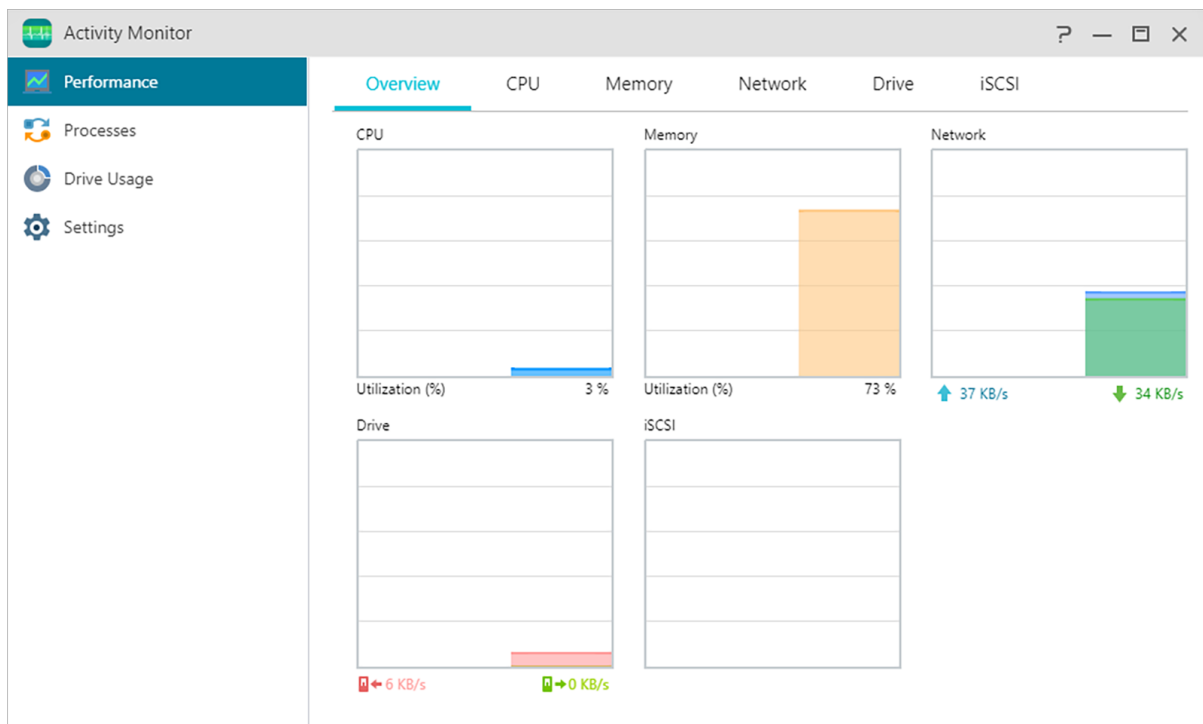 Activity Monitor
Performance
Processes
Drive Usage
Settings
Overview CPU Memory Network Drive iSCSI
CPU Memory Network
Utilization (%) 3 % Utilization (%) 73 % 37 KB/s 34 KB/s
Drive iSCSI
6 KB/s 0 KB/s